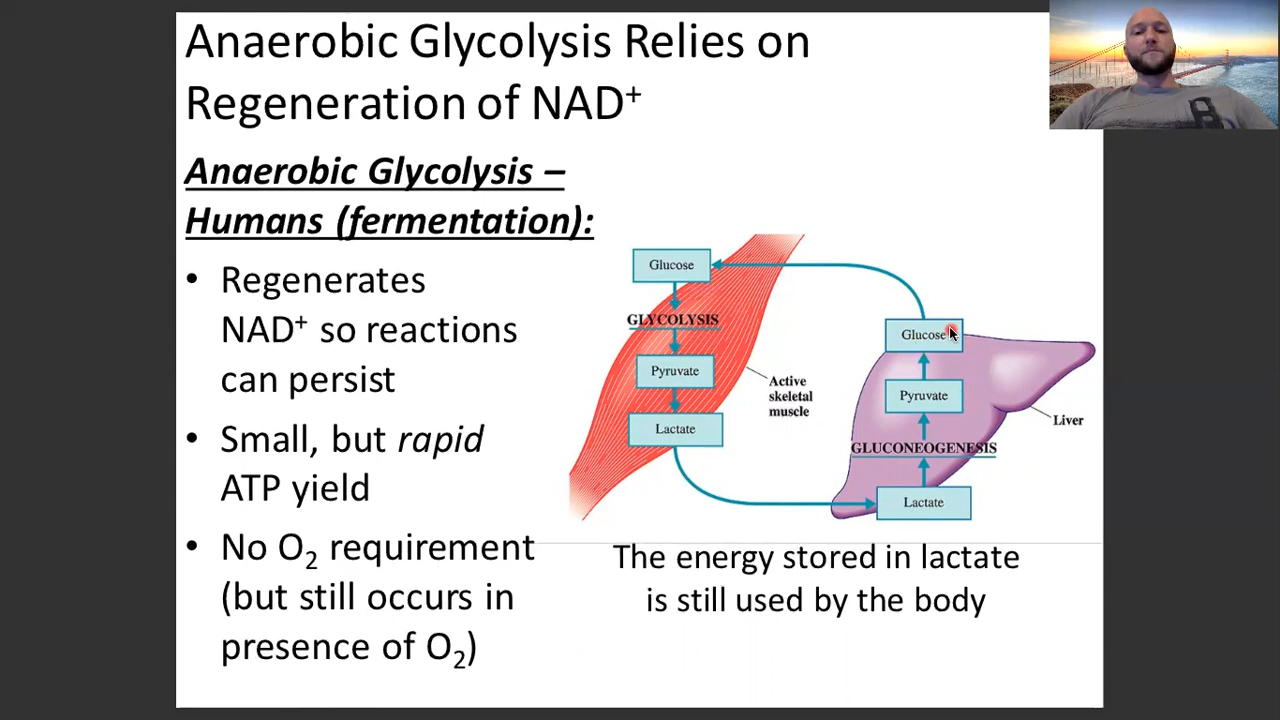 Anaerobic Glycolysis Relies on
Regeneration of NAD⁺
Anaerobic Glycolysis –
Humans (fermentation):
• Regenerates
NAD⁺ so reactions
can persist
• Small, but rapid
ATP yield
• No O₂ requirement
(but still occurs in
presence of O₂)
Glucose
GLYCOLYSIS
Pyruvate
Lactate
Active
skeletal
muscle
Glucose
Pyruvate
GLUCONEOGENESIS
Lactate
Liver
The energy stored in lactate
is still used by the body